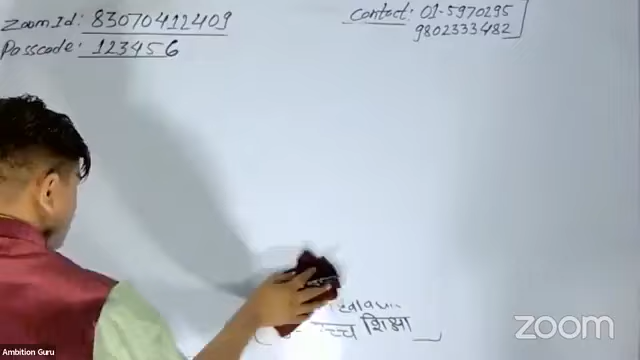 Zoom Id: 83070412409
Passcode: 123456
Contact: 01-5970295
9802333482
शिक्षा
zoom
Ambition Guru